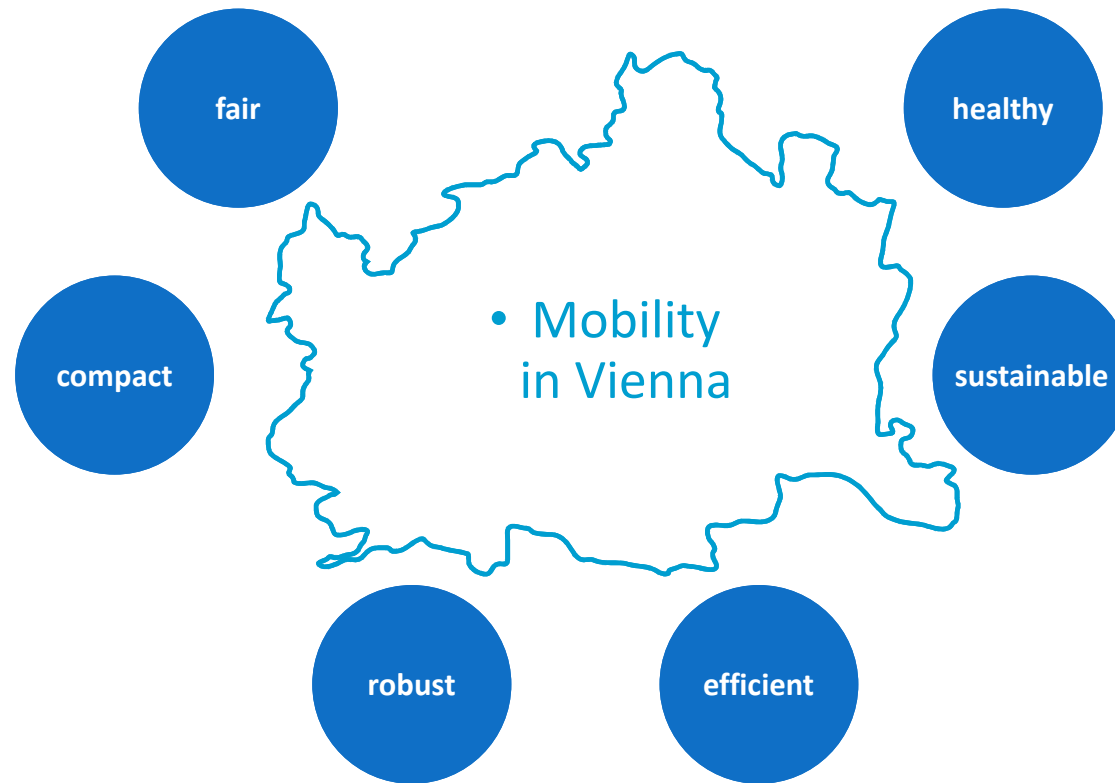 fair
healthy
• Mobility
in Vienna
compact
sustainable
robust
efficient